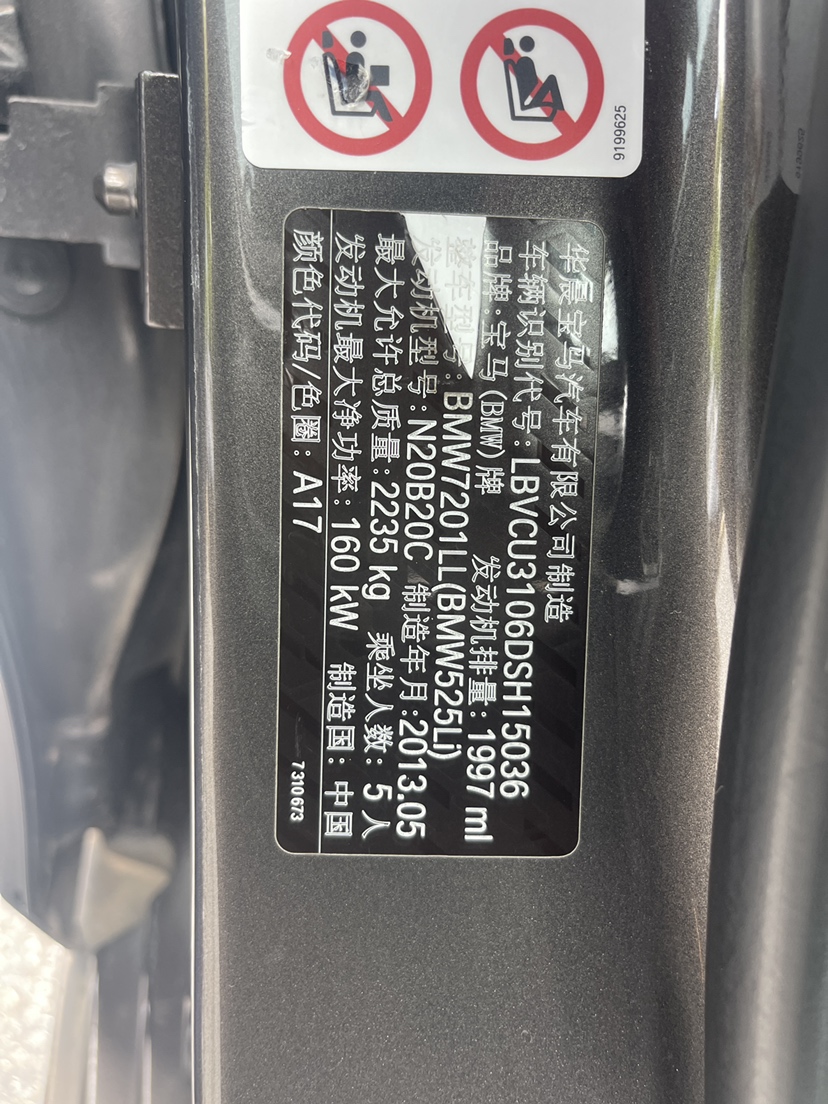 9199625
华晨宝马汽车有限公司制造
车辆识别代号: LBVCU3106DSH15036
品牌: 宝马(BMW)牌 发动机排量: 1997 ml
整车型号: BMW7201LL(BMW525Li)
发动机型号: N20B20C 制造年月: 2013.05
最大允许总质量: 2235 kg 乘坐人数: 5 人
发动机最大净功率: 160 kW 制造国: 中国
颜色代码/色圈: A17
7 310 673